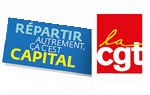 RÉPARTIR
AUTREMENT,
ÇA C'EST
CAPITAL
la
cgt